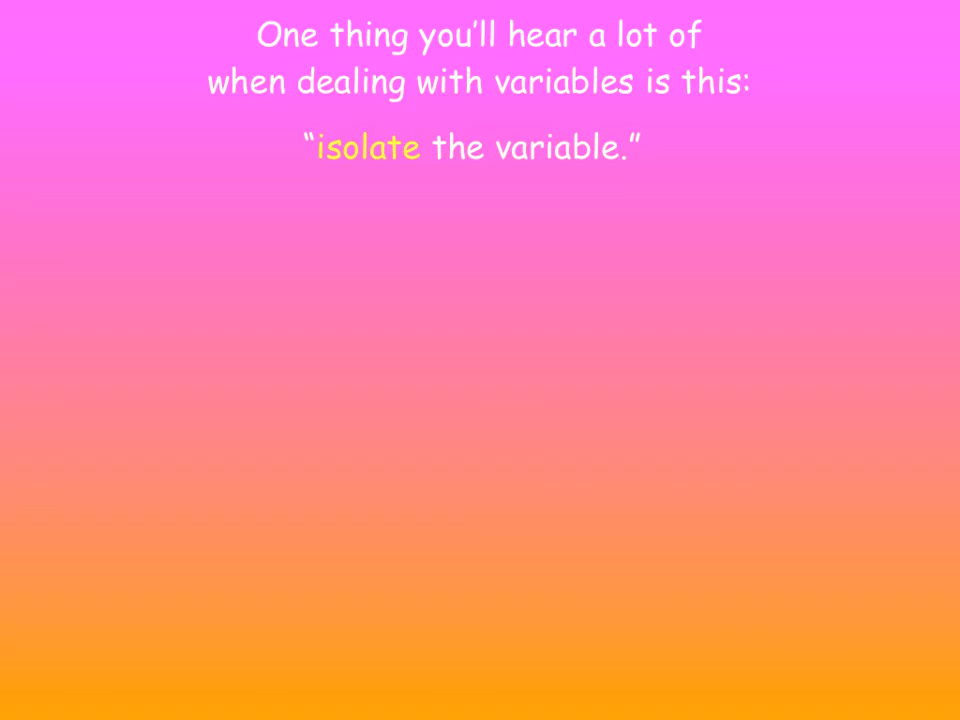 One thing you’ll hear a lot of
when dealing with variables is this:
“isolate the variable.”